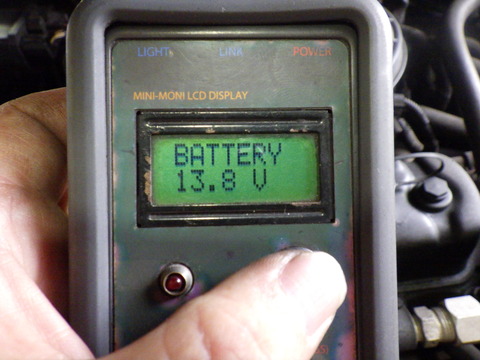 LIGHT LINK POWER
MINI-MONI LCD DISPLAY
BATTERY
13.8 V